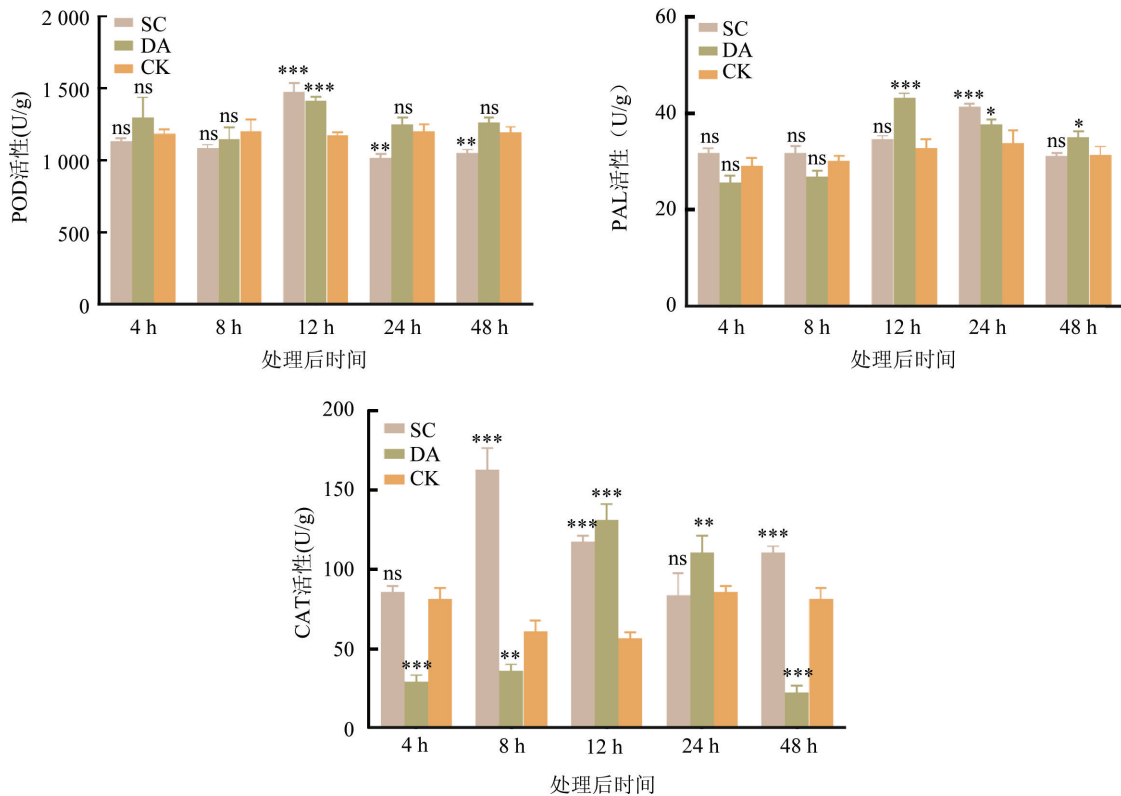 2 000
1 500
1 000
500
0
POD活性(U/g)
SC
DA
CK
ns
ns
ns
ns
***
***
**
ns
**
ns
4 h
8 h
12 h
24 h
48 h
处理后时间
60
40
20
0
PAL活性（U/g）
SC
DA
CK
ns
ns
ns
ns
ns
***
***
*
ns
*
4 h
8 h
12 h
24 h
48 h
处理后时间
200
150
100
50
0
CAT活性(U/g)
SC
DA
CK
ns
***
***
**
***
***
ns
**
***
***
4 h
8 h
12 h
24 h
48 h
处理后时间